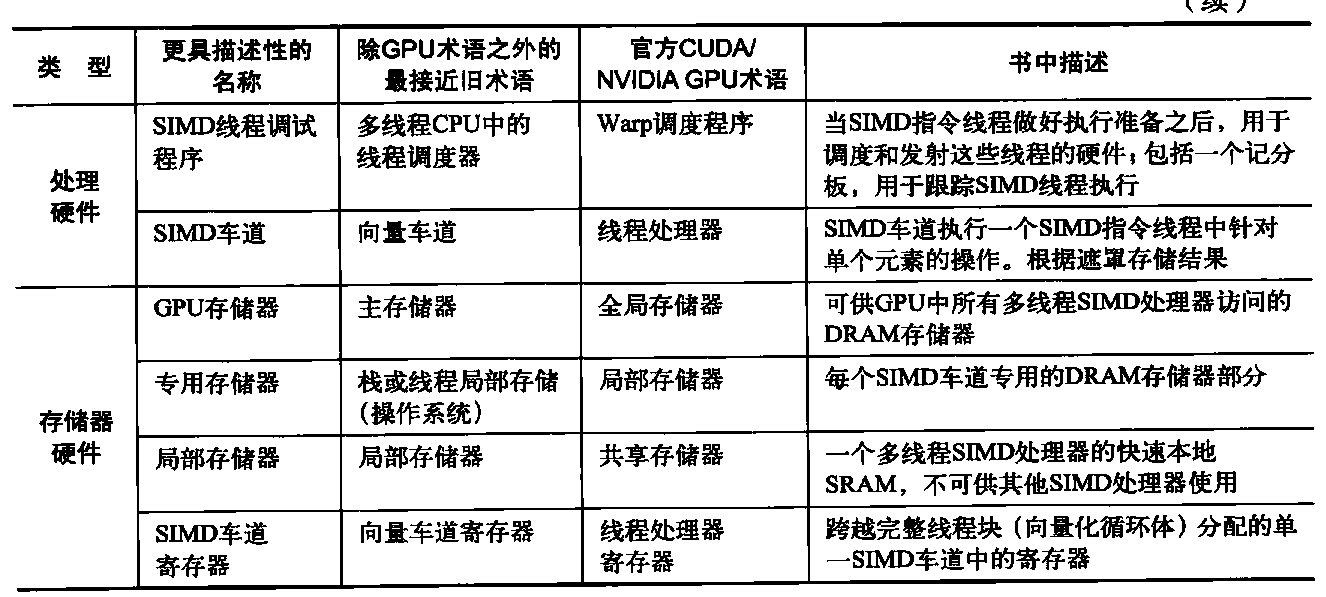 （续）
类 型
更具描述性的
名称
除GPU术语之外的
最接近旧术语
官方CUDA/
NVIDIA GPU术语
书中描述
处理
硬件
SIMD线程调试
程序
多线程CPU中的
线程调度器
Warp调度程序
当SIMD指令线程做好执行准备之后，用于
调度和发射这些线程的硬件；包括一个记分
板，用于跟踪SIMD线程执行
SIMD车道
向量车道
线程处理器
SIMD车道执行一个SIMD指令线程中针对
单个元素的操作。根据遮罩存储结果
存储器
硬件
GPU存储器
主存储器
全局存储器
可供GPU中所有多线程SIMD处理器访问的
DRAM存储器
专用存储器
栈或线程局部存储
（操作系统）
局部存储器
每个SIMD车道专用的DRAM存储器部分
局部存储器
局部存储器
共享存储器
一个多线程SIMD处理器的快速本地
SRAM，不可供其他SIMD处理器使用
SIMD车道
寄存器
向量车道寄存器
线程处理器
寄存器
跨越完整线程块（向量化循环体）分配的单
一SIMD车道中的寄存器